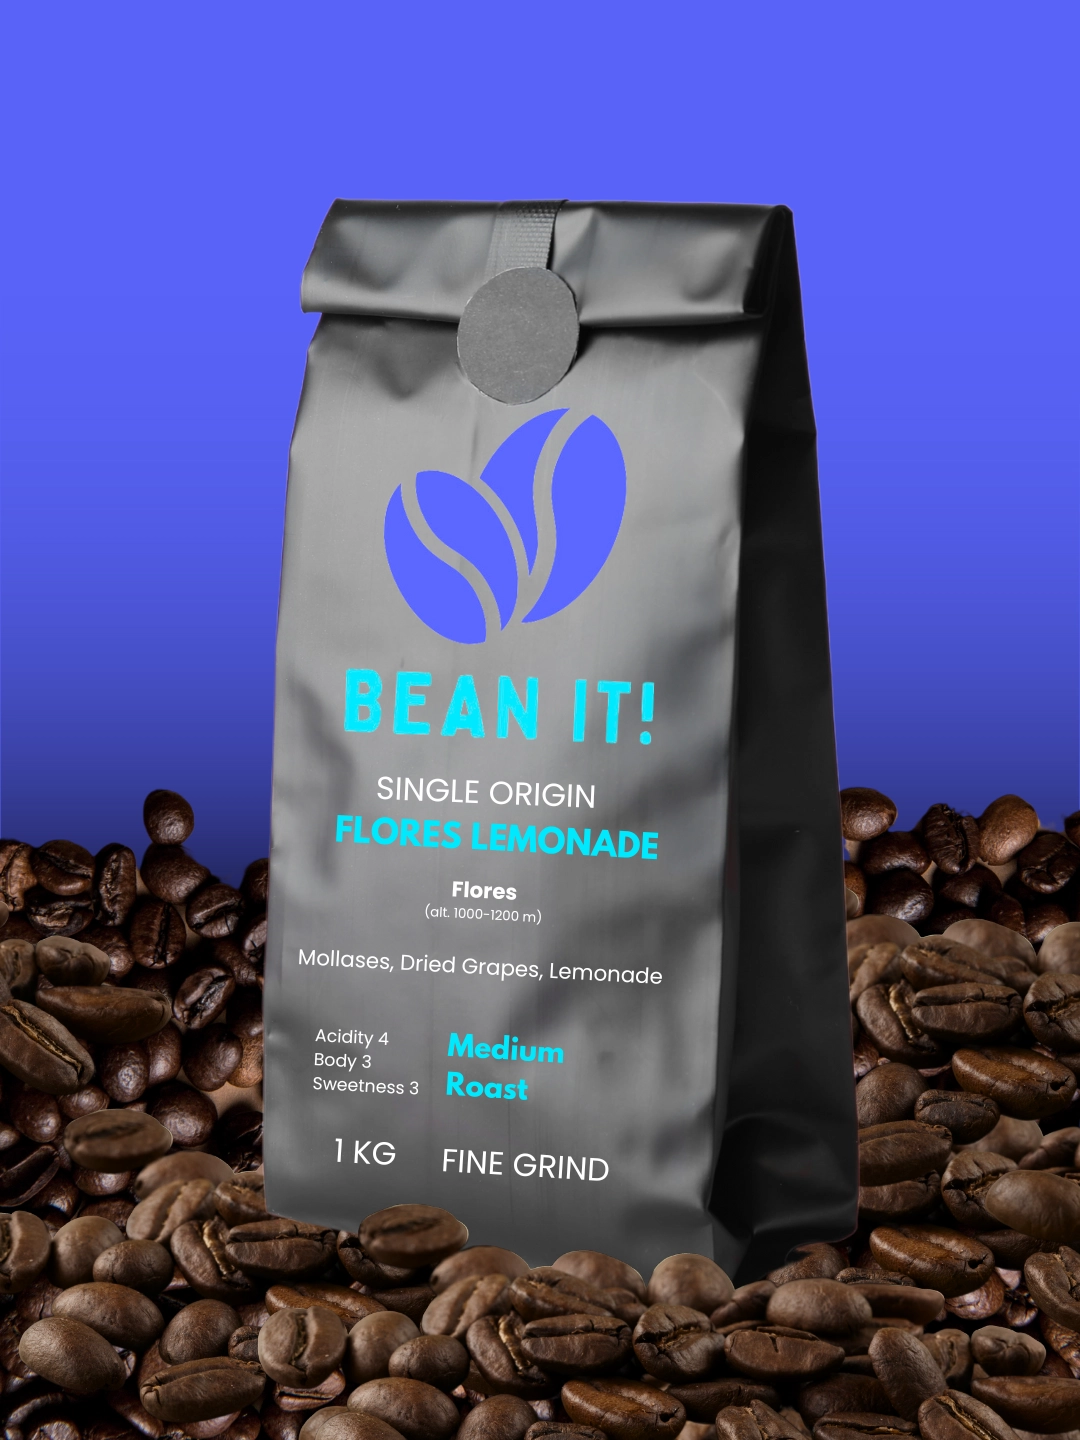 BEAN IT!
SINGLE ORIGIN
FLORES LEMONADE
Flores
(alt. 1000-1200 m)
Mollases, Dried Grapes, Lemonade
Acidity 4
Body 3
Sweetness 3
Medium
Roast
1 KG
FINE GRIND